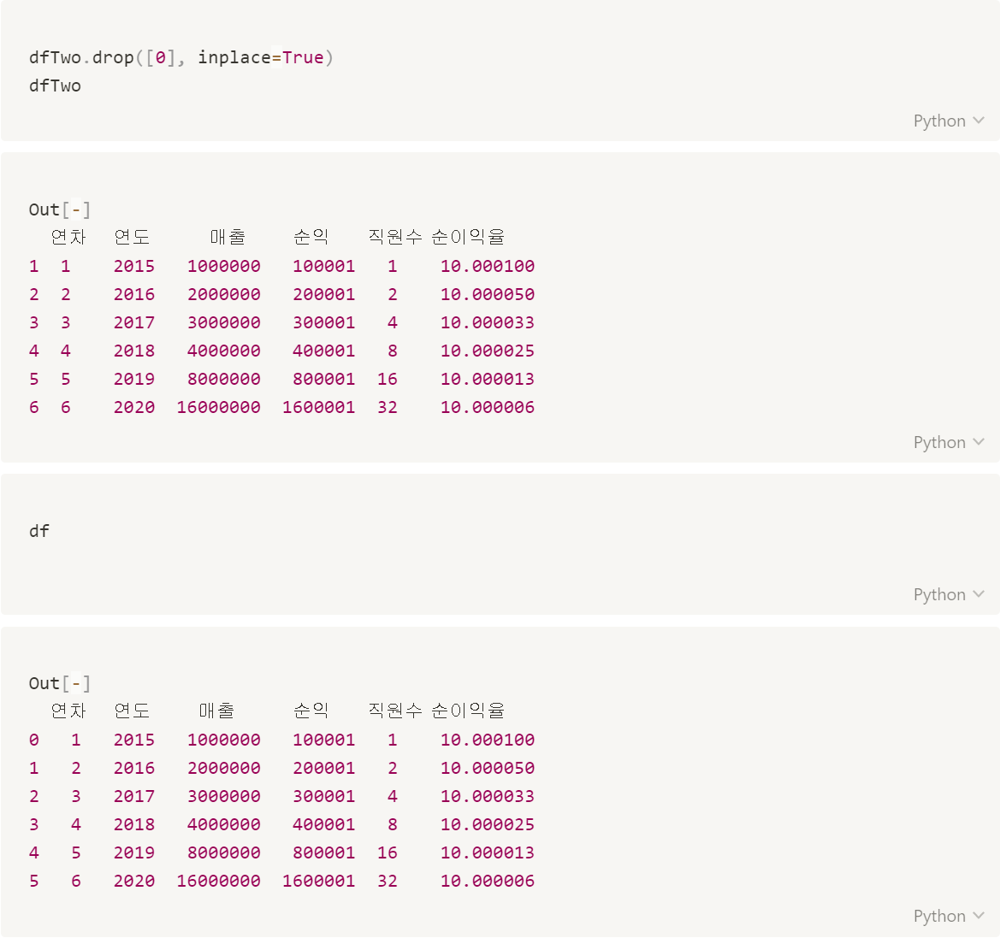 dfTwo.drop([0], inplace=True)
dfTwo
Python
Out[-]
연차 연도 매출 순익 직원수 순이익율
1 1 2015 1000000 100001 1 10.000100
2 2 2016 2000000 200001 2 10.000050
3 3 2017 3000000 300001 4 10.000033
4 4 2018 4000000 400001 8 10.000025
5 5 2019 8000000 800001 16 10.000013
6 6 2020 16000000 1600001 32 10.000006
Python
df
Python
Out[-]
연차 연도 매출 순익 직원수 순이익율
0 1 2015 1000000 100001 1 10.000100
1 2 2016 2000000 200001 2 10.000050
2 3 2017 3000000 300001 4 10.000033
3 4 2018 4000000 400001 8 10.000025
4 5 2019 8000000 800001 16 10.000013
5 6 2020 16000000 1600001 32 10.000006
Python